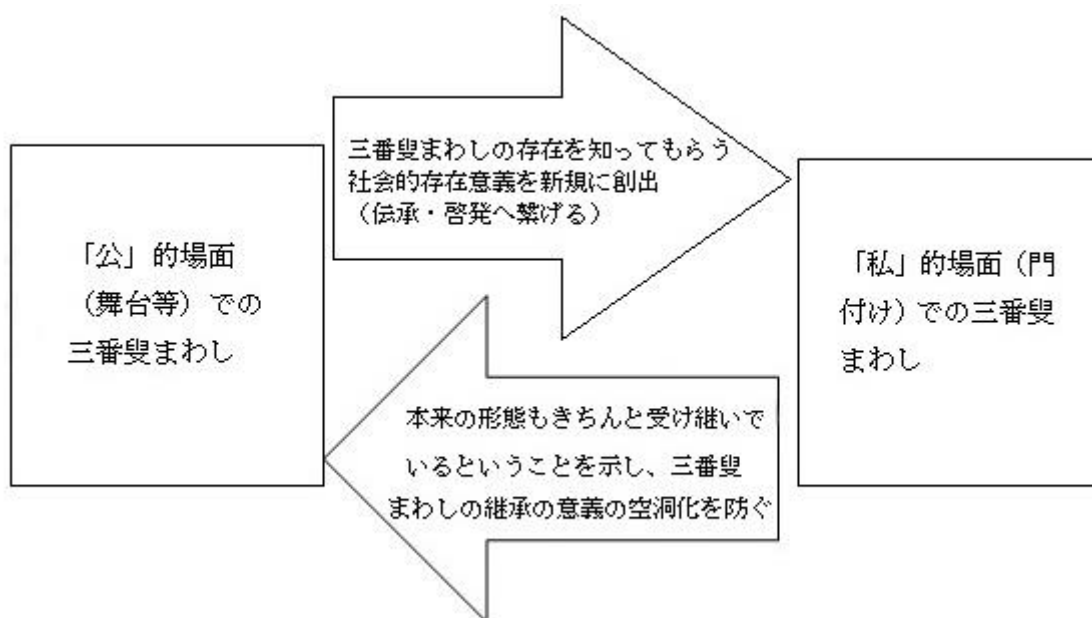 「公」的場面
（舞台等）での
三番叟まわし
三番叟まわしの存在を知ってもらう
社会的存在意義を新規に創出
（伝承・啓発へ繋げる）
本来の形態もきちんと受け継いで
いるということを示し、三番叟
まわしの継承の意義の空洞化を防ぐ
「私」的場面（門
付け）での三番叟
まわし